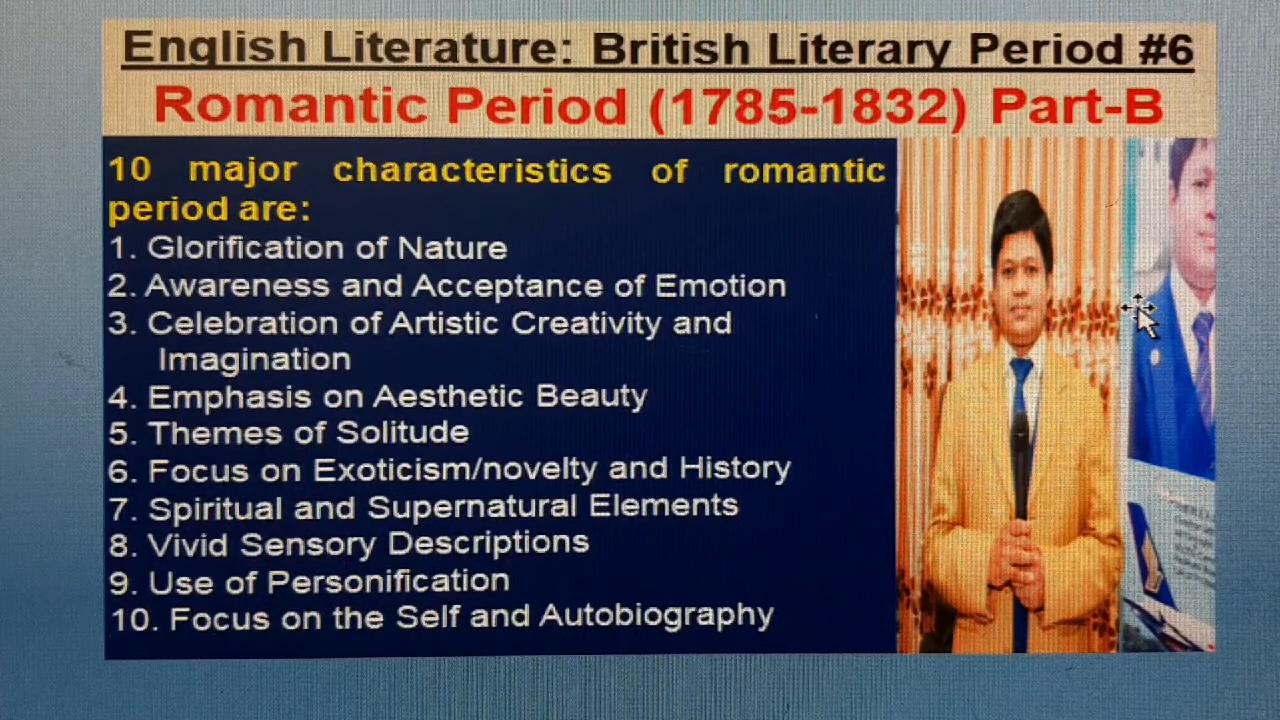 English Literature: British Literary Period #6
Romantic Period (1785-1832) Part-B
10 major characteristics of romantic
period are:
1. Glorification of Nature
2. Awareness and Acceptance of Emotion
3. Celebration of Artistic Creativity and
Imagination
4. Emphasis on Aesthetic Beauty
5. Themes of Solitude
6. Focus on Exoticism/novelty and History
7. Spiritual and Supernatural Elements
8. Vivid Sensory Descriptions
9. Use of Personification
10. Focus on the Self and Autobiography